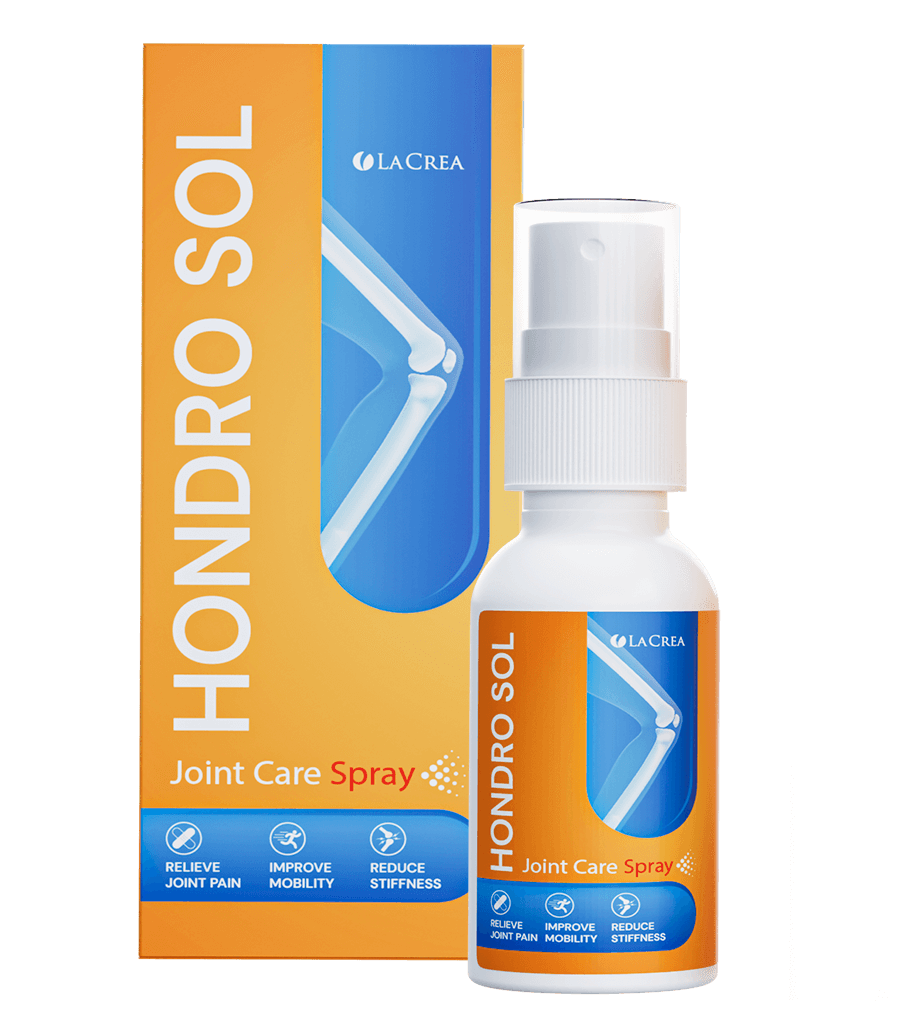 HONDRO SOL
LACREA
Joint Care Spray
RELIEVE
JOINT PAIN
IMPROVE
MOBILITY
REDUCE
STIFFNESS
HONDRO SOL
LACREA
Joint Care Spray
RELIEVE
JOINT PAIN
IMPROVE
MOBILITY
REDUCE
STIFFNESS